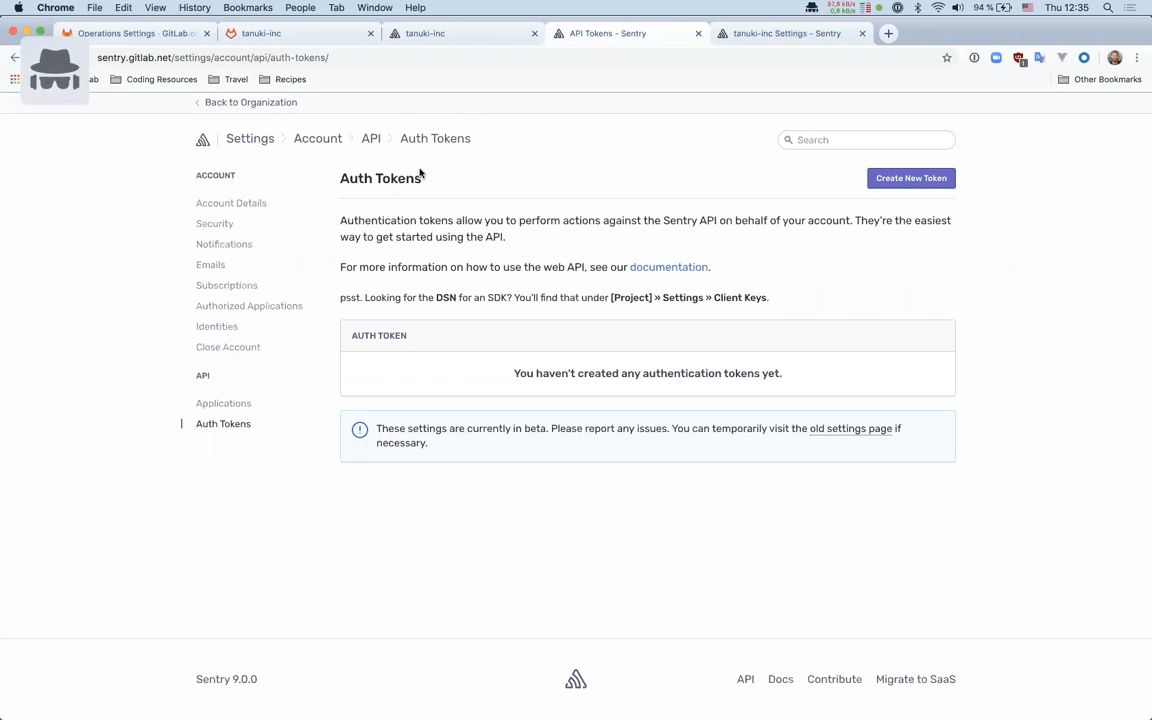 Chrome File Edit View History Bookmarks People Tab Window Help 57,8 kB/s 0,8 kB/s 94 % Thu 12:35
Operations Settings · GitLab.o tanuki-inc tanuki-inc API Tokens - Sentry tanuki-inc Settings - Sentry
sentry.gitlab.net/settings/account/api/auth-tokens/
ab Coding Resources Travel Recipes Other Bookmarks
Back to Organization
Settings Account API Auth Tokens Search
ACCOUNT
Account Details
Security
Notifications
Emails
Subscriptions
Authorized Applications
Identities
Close Account
API
Applications
Auth Tokens
Auth Tokens
Create New Token
Authentication tokens allow you to perform actions against the Sentry API on behalf of your account. They're the easiest
way to get started using the API.
For more information on how to use the web API, see our documentation.
psst. Looking for the DSN for an SDK? You'll find that under [Project] » Settings » Client Keys.
AUTH TOKEN
You haven't created any authentication tokens yet.
These settings are currently in beta. Please report any issues. You can temporarily visit the old settings page if
necessary.
Sentry 9.0.0 API Docs Contribute Migrate to SaaS